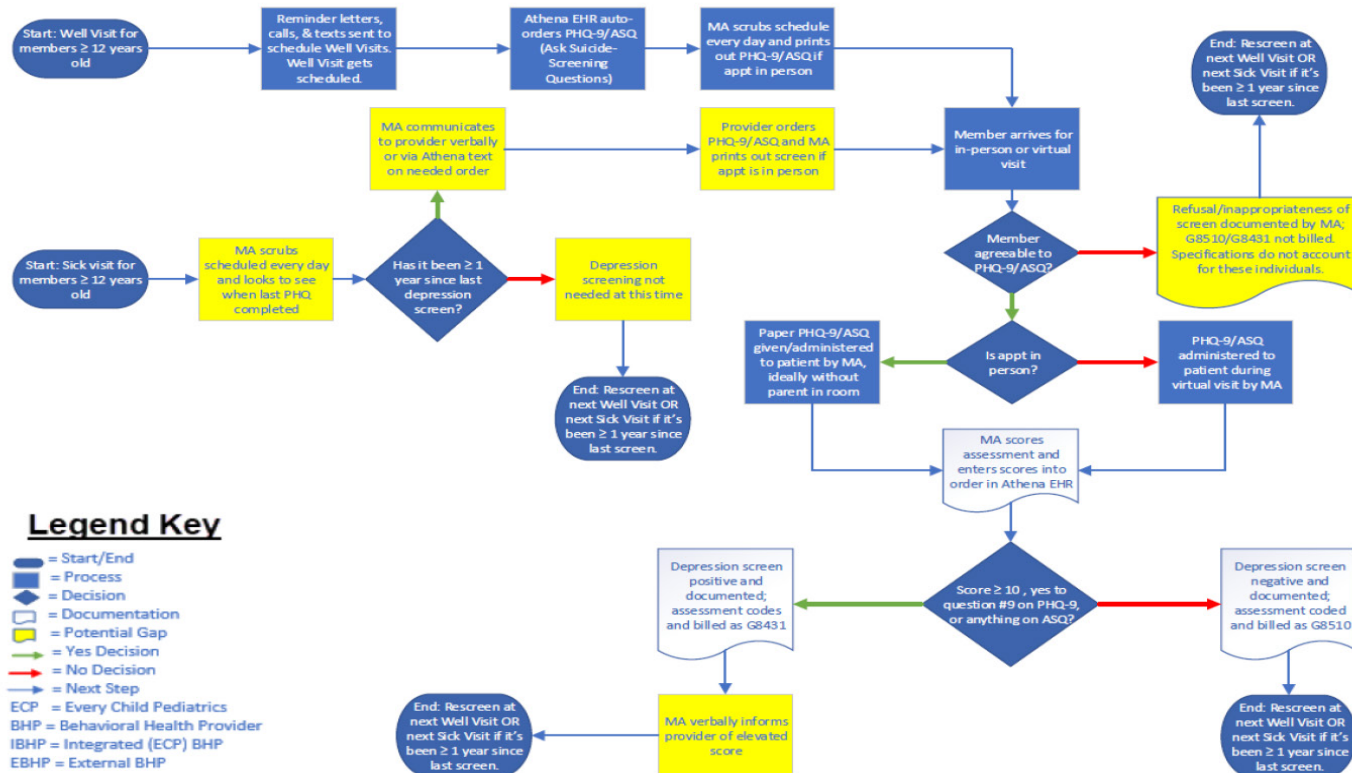 Start: Well Visit for
members ≥ 12 years
old
Reminder letters,
calls, & texts sent to
schedule Well Visits.
Well Visit gets
scheduled.
Athena EHR auto-
orders PHQ-9/ASQ
(Ask Suicide-
Screening
Questions)
MA scrubs schedule
every day and prints
out PHQ-9/ASQ if
appt in person
End: Rescreen at
next Well Visit OR
next Sick Visit if it's
been ≥ 1 year since
last screen.
MA communicates
to provider verbally
or via Athena text
on needed order
Provider orders
PHQ-9/ASQ and MA
prints out screen if
appt is in person
Member arrives for
in-person or virtual
visit
Start: Sick visit for
members ≥ 12 years
old
MA scrubs
scheduled every day
and looks to see
when last PHQ
completed
Has it been ≥ 1
year since last
depression
screen?
Depression
screening not
needed at this time
Member
agreeable to
PHQ-9/ASQ?
Refusal/inappropriateness of
screen documented by MA;
G8510/G8431 not billed.
Specifications do not account
for these individuals.
End: Rescreen at
next Well Visit OR
next Sick Visit if it's
been ≥ 1 year since
last screen.
Paper PHQ-9/ASQ
given/administered
to patient by MA,
ideally without
parent in room
Is appt in
person?
PHQ-9/ASQ
administered to
patient during
virtual visit by MA
MA scores
assessment and
enters scores into
order in Athena EHR
Legend Key
= Start/End
= Process
= Decision
= Documentation
= Potential Gap
= Yes Decision
= No Decision
= Next Step
ECP = Every Child Pediatrics
BHP = Behavioral Health Provider
IBHP = Integrated (ECP) BHP
EBHP = External BHP
Depression screen
positive and
documented;
assessment codes
and billed as G8431
Score ≥ 10 , yes to
question #9 on PHQ-9,
or anything on ASQ?
Depression screen
negative and
documented;
assessment coded
and billed as G8510
End: Rescreen at
next Well Visit OR
next Sick Visit if it's
been ≥ 1 year since
last screen.
MA verbally informs
provider of elevated
score
End: Rescreen at
next Well Visit OR
next Sick Visit if it's
been ≥ 1 year since
last screen.